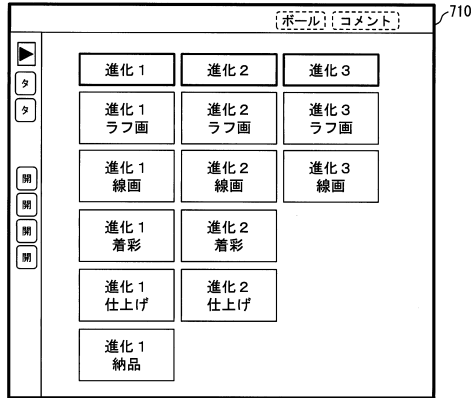 ボール コメント
710
タ
タ
開
開
開
開
進化1 進化2 進化3
進化1 進化2 進化3
ラフ画 ラフ画 ラフ画
進化1 進化2 進化3
線画 線画 線画
進化1 進化2
着彩 着彩
進化1 進化2
仕上げ 仕上げ
進化1
納品